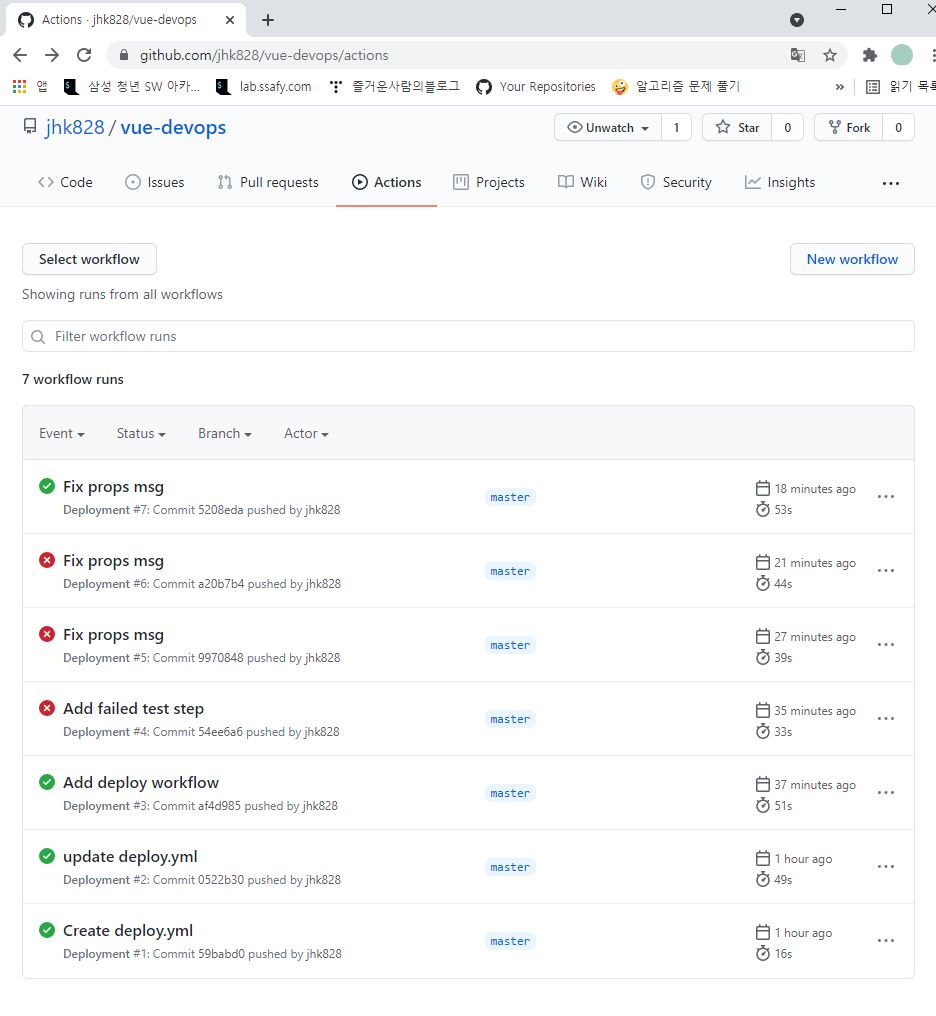 Actions · jhk828/vue-devops
github.com/jhk828/vue-devops/actions
앱 삼성 청년 SW 아카... lab.ssafy.com 즐거운사람의블로그 Your Repositories 알고리즘 문제 풀기 » 읽기 목록
jhk828 / vue-devops Unwatch 1 Star 0 Fork 0
Code Issues Pull requests Actions Projects Wiki Security Insights ...
Select workflow New workflow
Showing runs from all workflows
Filter workflow runs
7 workflow runs
Event Status Branch Actor
Fix props msg master 18 minutes ago ...
Deployment #7: Commit 5208eda pushed by jhk828 53s
Fix props msg master 21 minutes ago ...
Deployment #6: Commit a20b7b4 pushed by jhk828 44s
Fix props msg master 27 minutes ago ...
Deployment #5: Commit 9970848 pushed by jhk828 39s
Add failed test step master 35 minutes ago ...
Deployment #4: Commit 54ee6a6 pushed by jhk828 33s
Add deploy workflow master 37 minutes ago ...
Deployment #3: Commit af4d985 pushed by jhk828 51s
update deploy.yml master 1 hour ago ...
Deployment #2: Commit 0522b30 pushed by jhk828 49s
Create deploy.yml master 1 hour ago ...
Deployment #1: Commit 59babd0 pushed by jhk828 16s